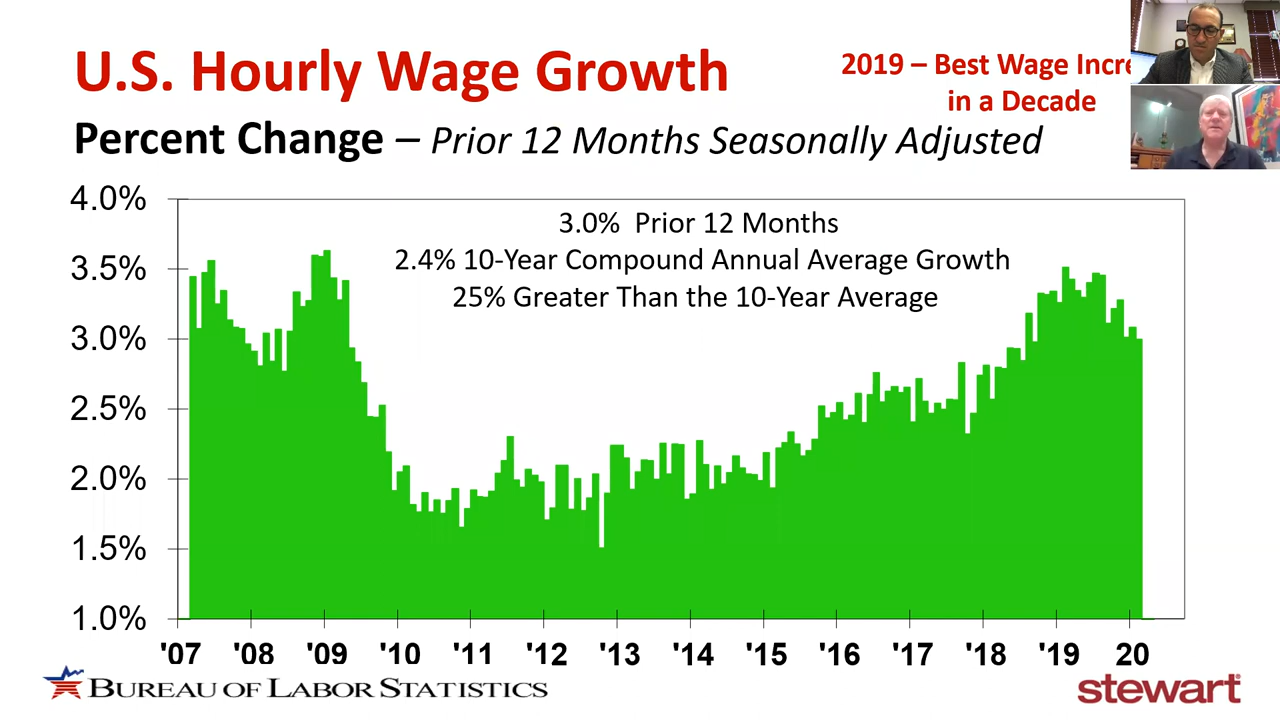 U.S. Hourly Wage Growth
2019 – Best Wage
in a Decade
Percent Change – Prior 12 Months Seasonally Adjusted
3.0% Prior 12 Months
2.4% 10-Year Compound Annual Average Growth
25% Greater Than the 10-Year Average
4.0%
3.5%
3.0%
2.5%
2.0%
1.5%
1.0%
'07 '08 '09 '10 '11 '12 '13 '14 '15 '16 '17 '18 '19 20
BUREAU OF LABOR STATISTICS
stewart